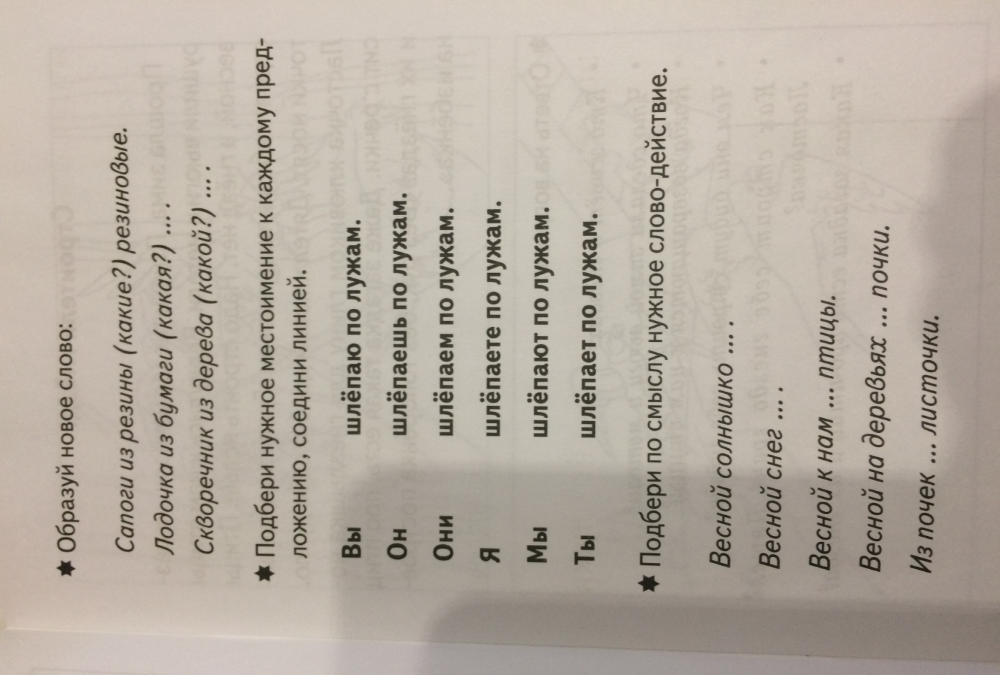 ✶ Образуй новое слово:
Сапоги из резины (какие?) резиновые.
Лодочка из бумаги (какая?) ... .
Скворечник из дерева (какой?) ... .
✶ Подбери нужное местоимение к каждому пред-
ложению, соедини линией.
Вы шлёпаю по лужам.
Он шлёпаешь по лужам.
Они шлёпаем по лужам.
Я шлёпаете по лужам.
Мы шлёпают по лужам.
Ты шлёпает по лужам.
✶ Подбери по смыслу нужное слово-действие.
Весной солнышко ... .
Весной снег ... .
Весной к нам ... птицы.
Весной на деревьях ... почки.
Из почек ... листочки.